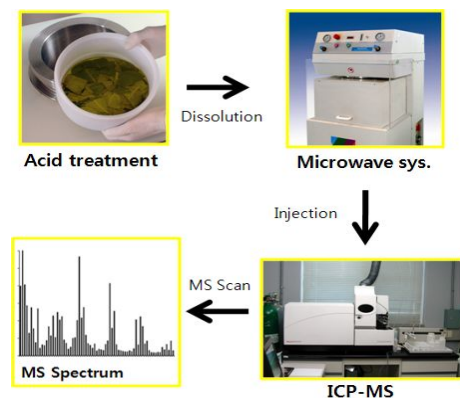 Acid treatment
Dissolution
Microwave sys.
Injection
ICP-MS
MS Scan
MS Spectrum